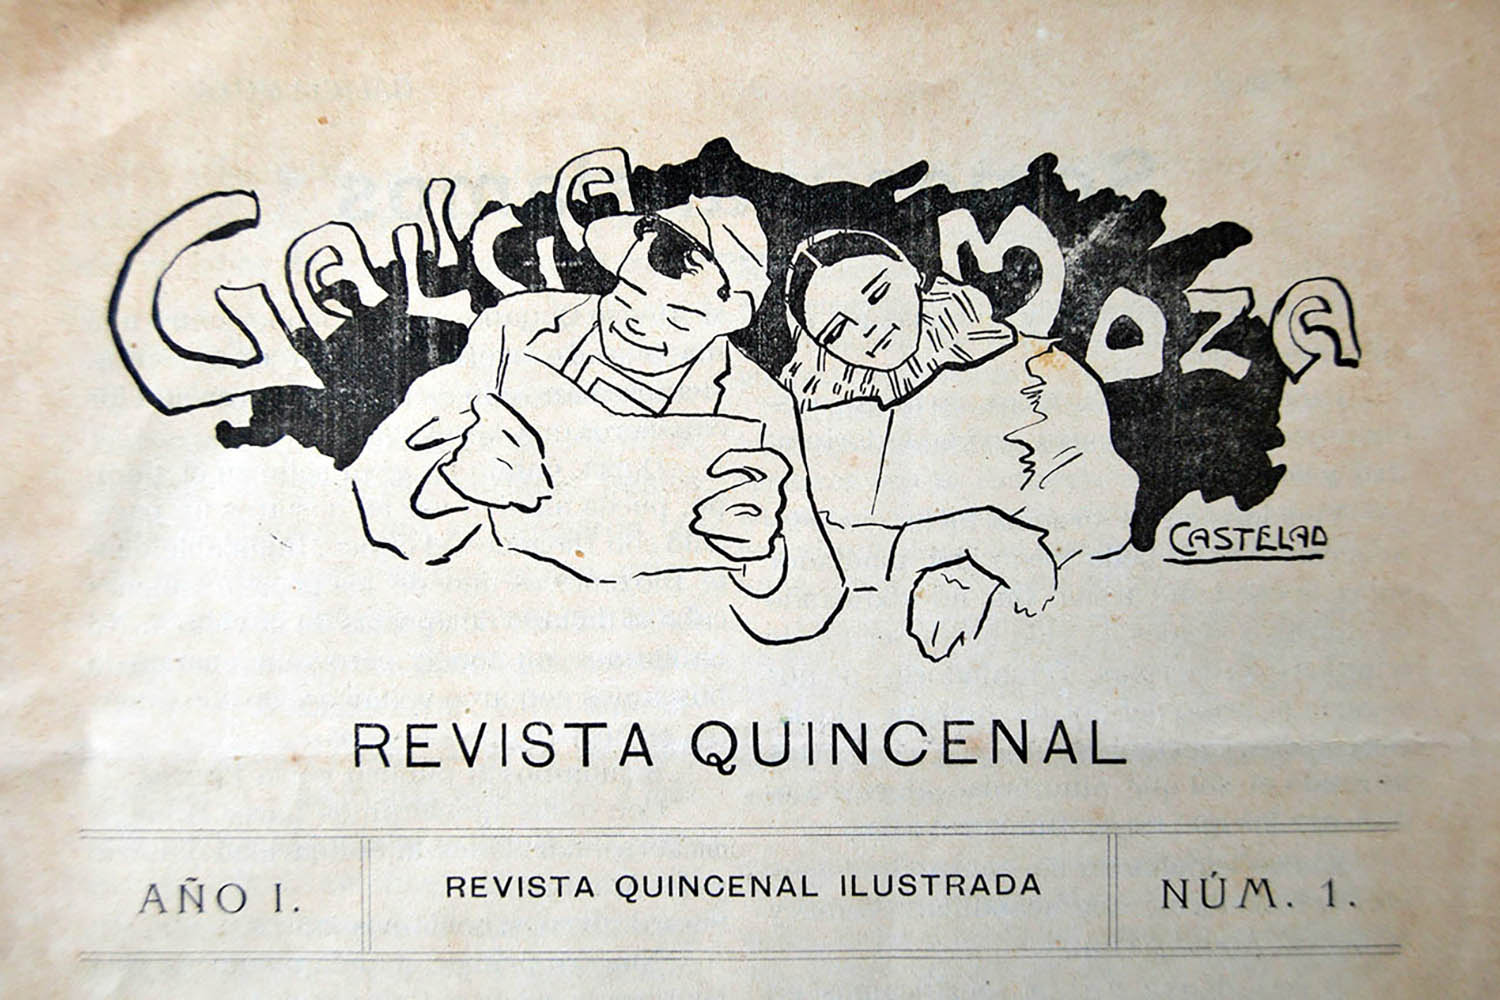 GALICIA MOZA
CASTELAO
REVISTA QUINCENAL
AÑO I.
REVISTA QUINCENAL ILUSTRADA
NÚM. 1.